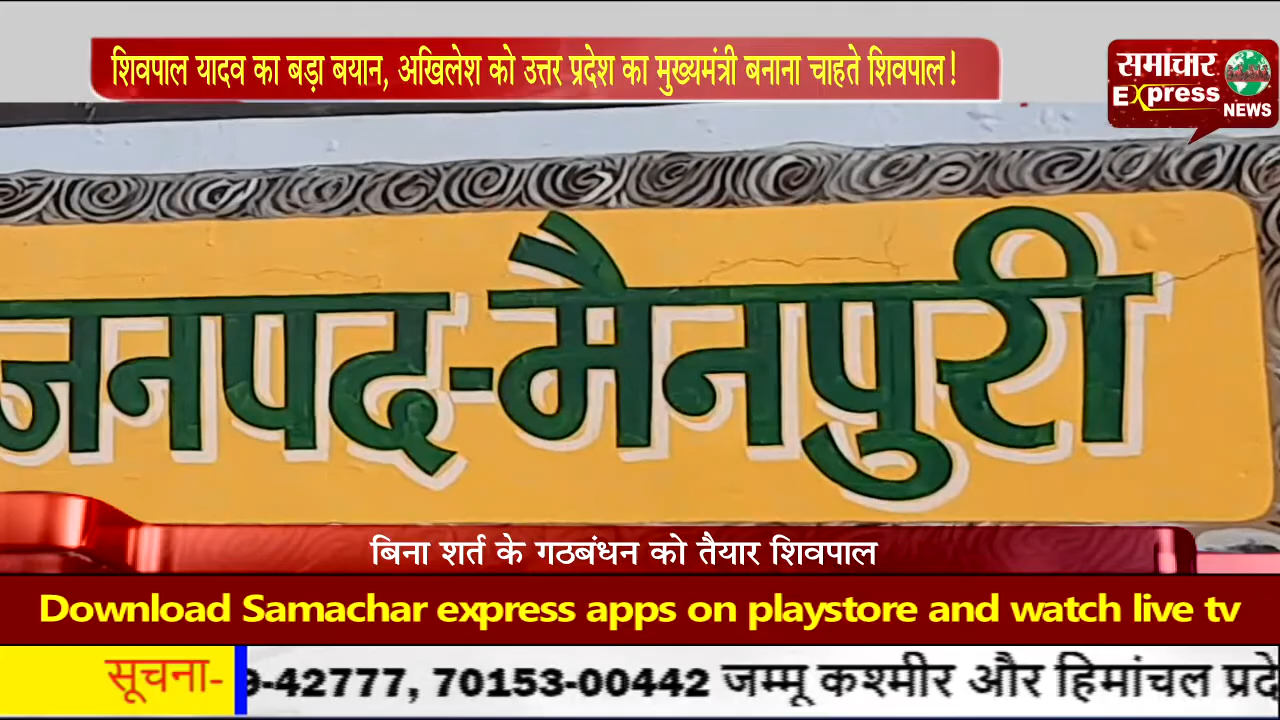 शिवपाल यादव का बड़ा बयान, अखिलेश को उत्तर प्रदेश का मुख्यमंत्री बनाना चाहते शिवपाल!
समाचार
Express
NEWS
जनपद-मैनपुरी
बिना शर्त के गठबंधन को तैयार शिवपाल
Download Samachar express apps on playstore and watch live tv
सूचना- 9-42777, 70153-00442 जम्मू कश्मीर और हिमांचल प्रदे